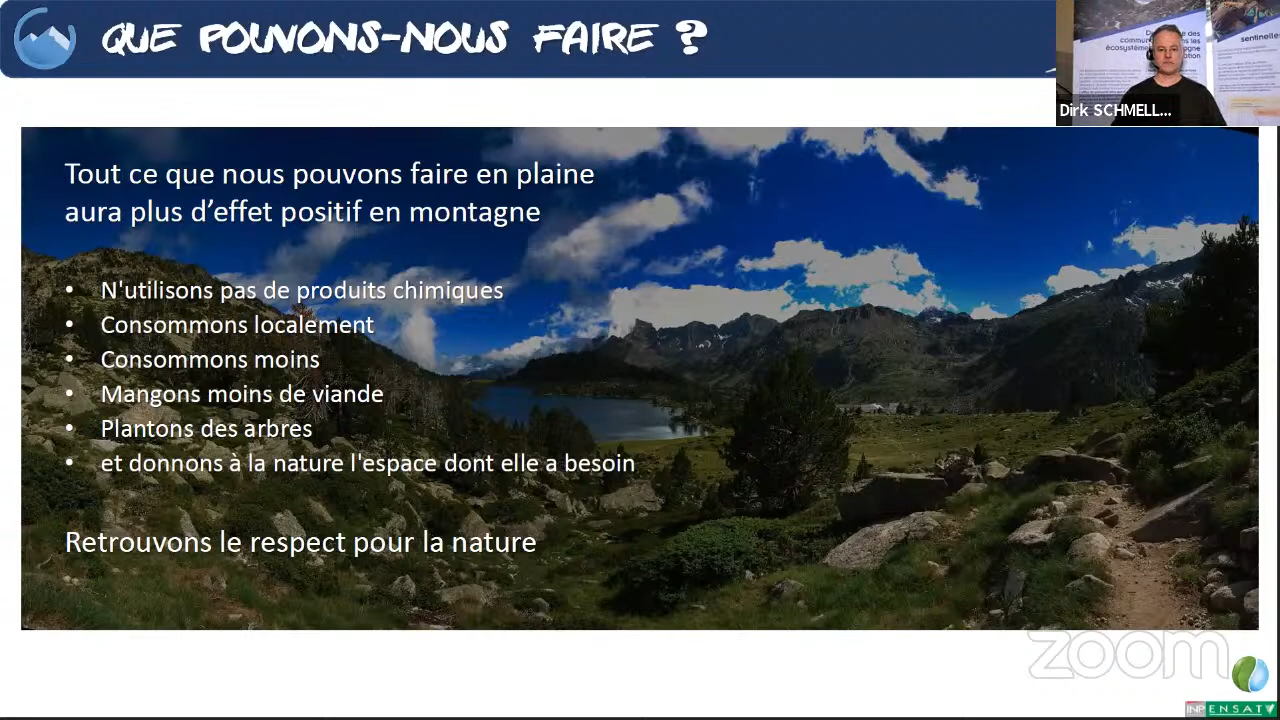 QUE POUVONS-NOUS FAIRE ?
sentinelle
Dirk SCHMELL...
Tout ce que nous pouvons faire en plaine
aura plus d’effet positif en montagne
• N'utilisons pas de produits chimiques
• Consommons localement
• Consommons moins
• Mangons moins de viande
• Plantons des arbres
• et donnons à la nature l'espace dont elle a besoin
Retrouvons le respect pour la nature
zoom
INP ENSAT